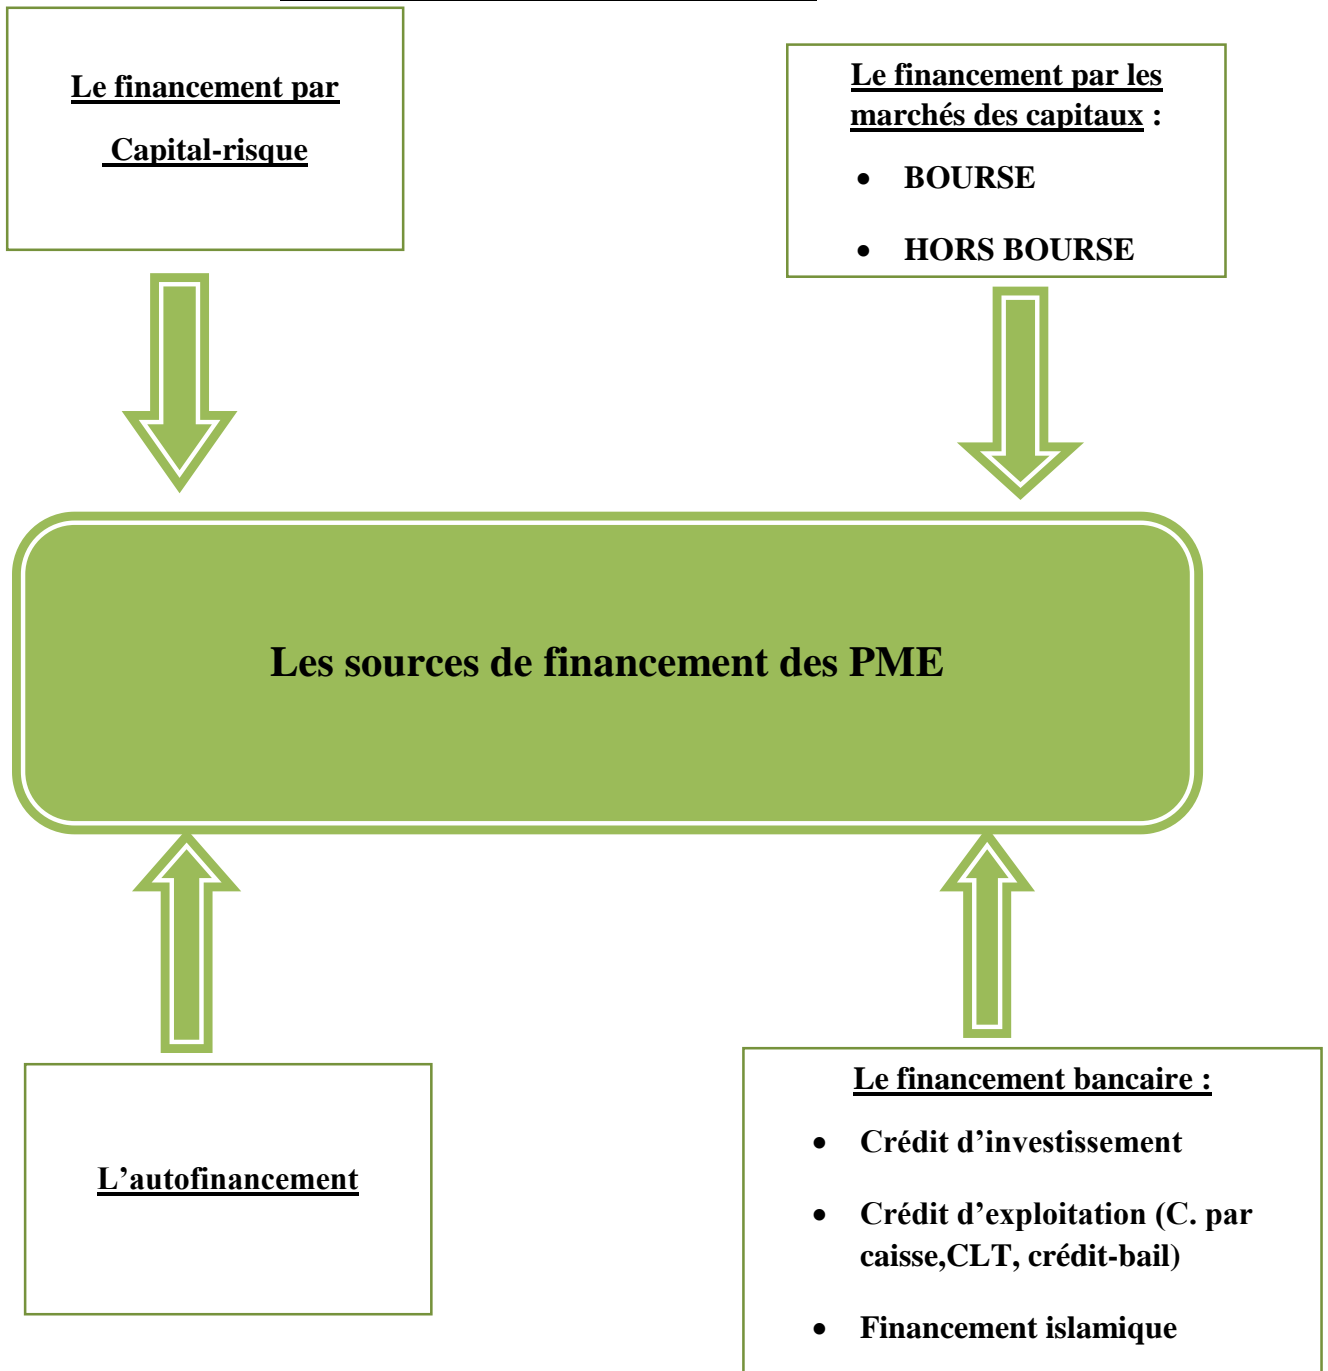 Le financement par
Capital-risque
Le financement par les
marchés des capitaux :
• BOURSE
• HORS BOURSE
Les sources de financement des PME
L’autofinancement
Le financement bancaire :
• Crédit d’investissement
• Crédit d’exploitation (C. par
caisse,CLT, crédit-bail)
• Financement islamique